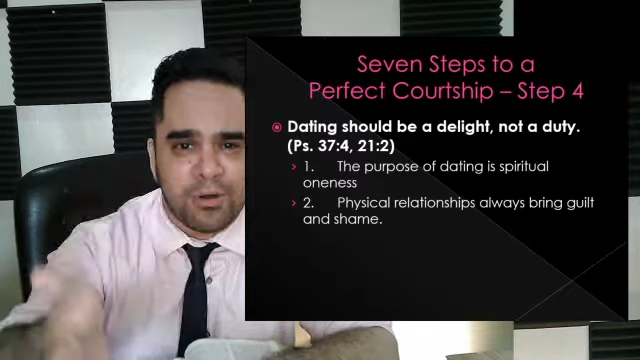 Seven Steps to a
Perfect Courtship – Step 4
Dating should be a delight, not a duty.
(Ps. 37:4, 21:2)
1. The purpose of dating is spiritual
oneness
2. Physical relationships always bring guilt
and shame.